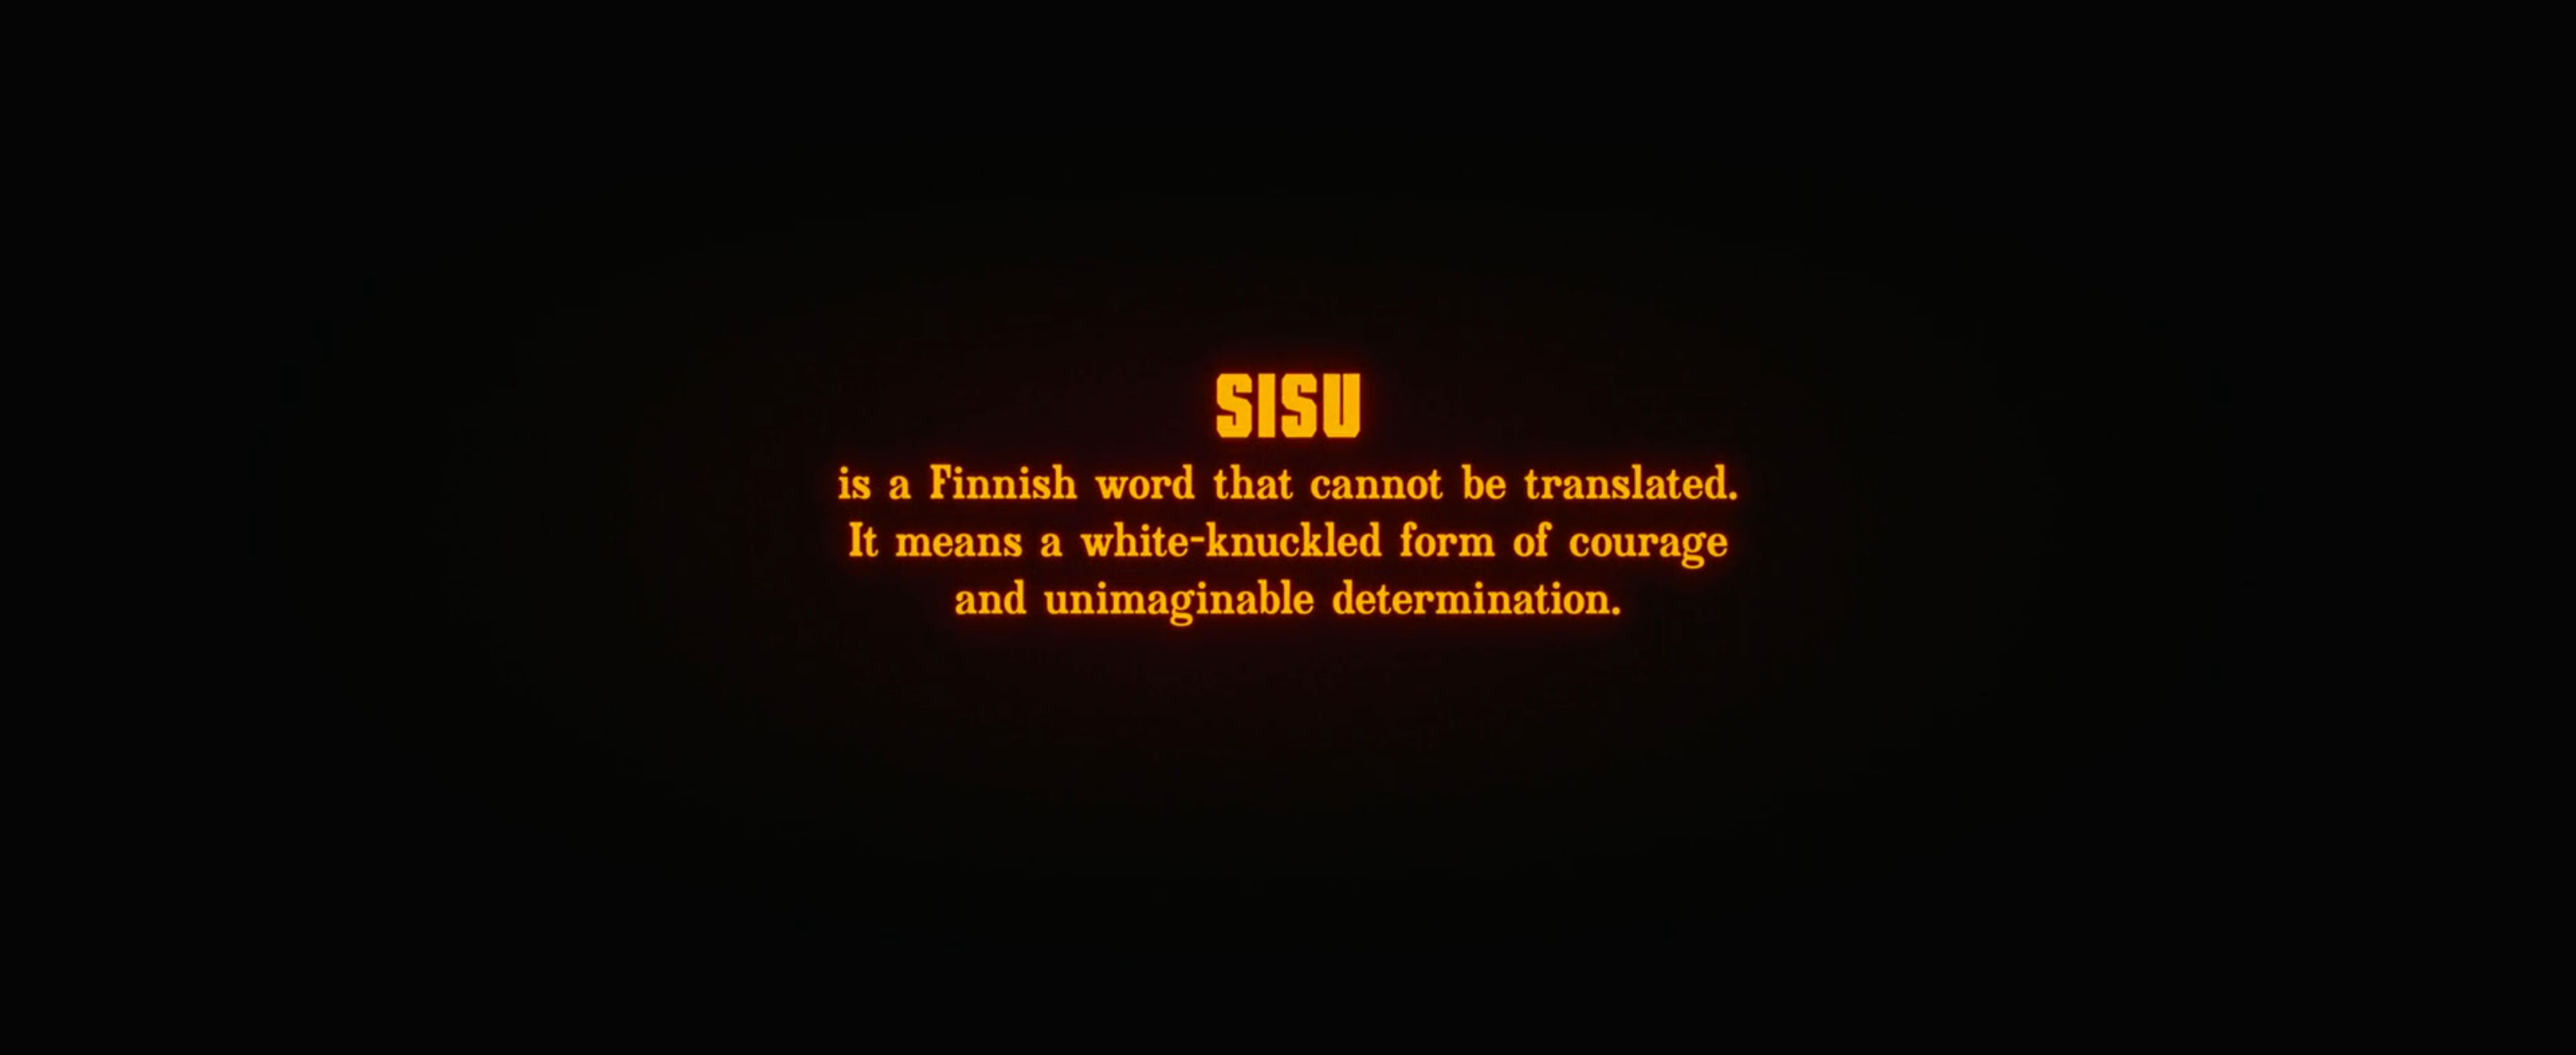 SISU
is a Finnish word that cannot be translated.
It means a white-knuckled form of courage
and unimaginable determination.